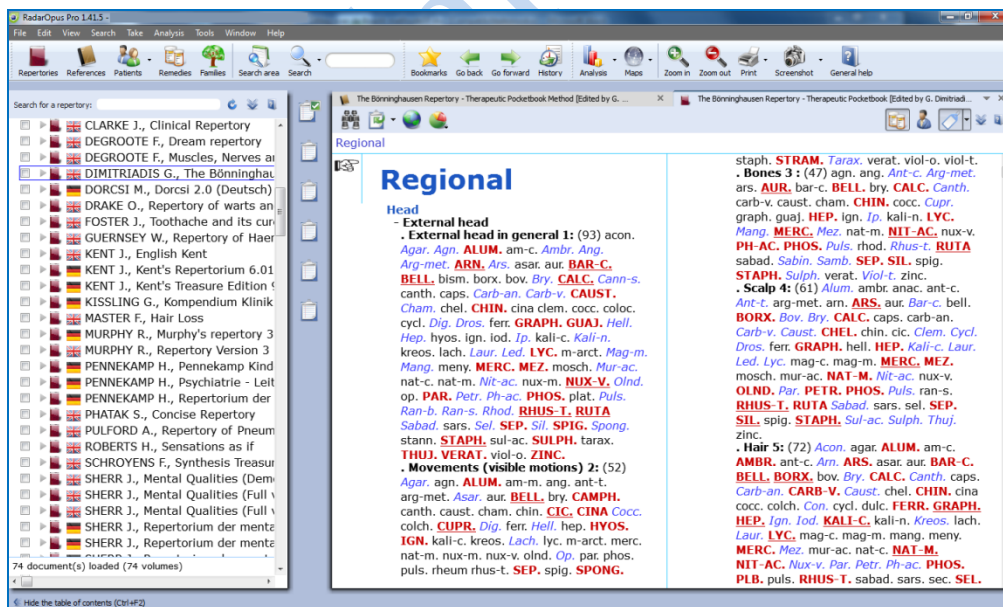 RadarOpus Pro 1.41.5 -
File Edit View Search Take Analysis Tools Window Help
Repertories References Patients Remedies Families Search area Search Bookmarks Go back Go forward History Analysis Maps Zoom in Zoom out Print Screenshot General help
Search for a repertory:
CLARKE J., Clinical Repertory
DEGROOTE F., Dream repertory
DEGROOTE F., Muscles, Nerves ar
DIMITRIADIS G., The Bönninghau
DORCSI M., Dorcsi 2.0 (Deutsch)
DRAKE O., Repertory of warts an
FOSTER J., Toothache and its cur
GUERNSEY W., Repertory of Haer
KENT J., English Kent
KENT J., Kent's Repertorium 6.01
KENT J., Kent's Treasure Edition
KISSLING G., Kompendium Klinik
MASTER F., Hair Loss
MURPHY R., Murphy's repertory 3
MURPHY R., Repertory Version 3
PENNEKAMP H., Pennekamp Kind
PENNEKAMP H., Psychiatrie - Leit
PENNEKAMP H., Repertorium der
PHATAK S., Concise Repertory
PULFORD A., Repertory of Pneum
ROBERTS H., Sensations as if
SCHROYENS F., Synthesis Treasur
SHERR J., Mental Qualities (Dem
SHERR J., Mental Qualities (Full
SHERR J., Mental Qualities (Full
SHERR J., Repertorium der menta
SHERR J., Repertorium der menta
74 document(s) loaded (74 volumes)
Hide the table of contents (Ctrl+F2)
The Bönninghausen Repertory - Therapeutic Pocketbook Method [Edited by G. ...
The Bönninghausen Repertory - Therapeutic Pocketbook [Edited by G. Dimitriadi...
Regional
Regional
Head
- External head
. External head in general 1: (93) acon.
Agar. Agn. ALUM. am-c. Ambr. Ang.
Arg-met. ARN. Ars. asar. aur. BAR-C.
BELL. bism. borx. bov. Bry. CALC. Cann-s.
canth. caps. Carb-an. Carb-v. CAUST.
Cham. chel. CHIN. cina clem. cocc. coloc.
cycl. Dig. Dros. ferr. GRAPH. GUAJ. Hell.
Hep. hyos. ign. iod. Ip. kali-c. Kali-n.
kreos. lach. Laur. Led. LYC. m-arct. Mag-m.
Mang. meny. MERC. MEZ. mosch. Mur-ac.
nat-c. nat-m. Nit-ac. nux-m. NUX-V. Olnd.
op. PAR. Petr. Ph-ac. PHOS. plat. Puls.
Ran-b. Ran-s. Rhod. RHUS-T. RUTA
Sabad. sars. Sel. SEP. Sil. SPIG. Spong.
stann. STAPH. sul-ac. SULPH. tarax.
THUJ. VERAT. viol-o. ZINC.
. Movements (visible motions) 2: (52)
Agar. agn. ALUM. am-m. ang. ant-t.
arg-met. Asar. aur. BELL. bry. CAMPH.
canth. caust. cham. chin. CIC. CINA Cocc.
colch. CUPR. Dig. ferr. Hell. hep. HYOS.
IGN. kali-c. kreos. Lach. lyc. m-arct. merc.
nat-m. nux-m. nux-v. olnd. Op. par. phos.
puls. rheum rhus-t. SEP. spig. SPONG.
staph. STRAM. Tarax. verat. viol-o. viol-t.
. Bones 3 : (47) agn. ang. Ant-c. Arg-met.
ars. AUR. bar-c. BELL. bry. CALC. Canth.
carb-v. caust. cham. CHIN. cocc. Cupr.
graph. guaj. HEP. ign. Ip. kali-n. LYC.
Mang. MERC. Mez. nat-m. NIT-AC. nux-v.
PH-AC. PHOS. Puls. rhod. Rhus-t. RUTA
sabad. Sabin. Samb. SEP. SIL. spig.
STAPH. Sulph. verat. Viol-t. zinc.
. Scalp 4: (61) Alum. ambr. anac. ant-c.
Ant-t. arg-met. arn. ARS. aur. Bar-c. bell.
BORX. Bov. Bry. CALC. caps. carb-an.
Carb-v. Caust. CHEL. chin. cic. Clem. Cycl.
Dros. ferr. GRAPH. hell. HEP. Kali-c. Laur.
Led. Lyc. mag-c. mag-m. MERC. MEZ.
mosch. mur-ac. NAT-M. Nit-ac. nux-v.
OLND. Par. PETR. PHOS. Puls. ran-s.
RHUS-T. RUTA Sabad. sars. sel. SEP.
SIL. spig. STAPH. Sul-ac. Sulph. Thuj.
zinc.
. Hair 5: (72) Acon. agar. ALUM. am-c.
AMBR. ant-c. Arn. ARS. asar. aur. BAR-C.
BELL. BORX. bov. Bry. CALC. Canth. caps.
Carb-an. CARB-V. Caust. chel. CHIN. cina
cocc. colch. Con. cycl. dulc. FERR. GRAPH.
HEP. Ign. Iod. KALI-C. kali-n. Kreos. lach.
Laur. LYC. mag-c. mag-m. mang. meny.
MERC. Mez. mur-ac. nat-c. NAT-M.
NIT-AC. Nux-v. Par. Petr. Ph-ac. PHOS.
PLB. puls. RHUS-T. sabad. sars. sec. SEL.